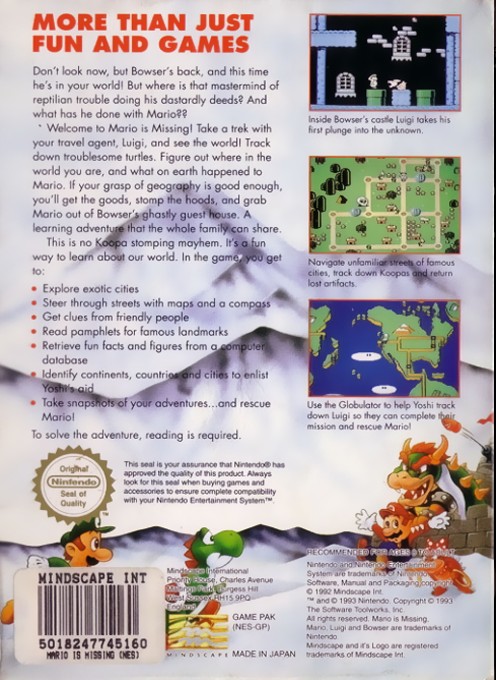 MORE THAN JUST
FUN AND GAMES
Don't look now, but Bowser's back, and this time
he's in your world! But where is that mastermind of
reptilian trouble doing his dastardly deeds? And
what has he done with Mario??
Welcome to Mario is Missing! Take a trek with
your travel agent, Luigi, and see the world! Track
down troublesome turtles. Figure out where in the
world you are, and what on earth happened to
Mario. If your grasp of geography is good enough,
you'll get the goods, stomp the hoods, and grab
Mario out of Bowser's ghastly guest house. A
learning adventure that the whole family can share.
This is no Koopa stomping mayhem. It's a fun
way to learn about our world. In the game, you get
to:
• Explore exotic cities
• Steer through streets with maps and a compass
• Get clues from friendly people
• Read pamphlets for famous landmarks
• Retrieve fun facts and figures from a computer
database
• Identify continents, countries and cities to enlist
Yoshi's aid
• Take snapshots of your adventures...and rescue
Mario!
To solve the adventure, reading is required.
Inside Bowser's castle Luigi takes his
first plunge into the unknown.
Navigate unfamiliar streets of famous
cities, track down Koopas and return
lost artifacts.
Use the Globulator to help Yoshi track
down Luigi so they can complete their
mission and rescue Mario!
Original
Nintendo
Seal of
Quality
This seal is your assurance that Nintendo® has
approved the quality of this product. Always
look for this seal when buying games and
accessories to ensure complete compatibility
with your Nintendo Entertainment System™.
MINDSCAPE INT
5018247745160
MARIO IS MISSING (NES)
Mindscape International
Priority House, Charles Avenue
Burgess Hill
RH15 9PQ
England
GAME PAK
(NES-GP)
MINDSCAPE MADE IN JAPAN
RECOMMENDED FOR AGES
Nintendo and Nintendo Entertainment
System are trademarks of Nintendo.
Software, Manual and Packaging copyright
© 1992 Mindscape Int.
™ and © 1993 Nintendo. Copyright © 1993
The Software Toolworks, Inc.
All rights reserved. Mario is Missing,
Mario, Luigi and Bowser are trademarks of
Nintendo
Mindscape and it's Logo are registered
trademarks of Mindscape Int.